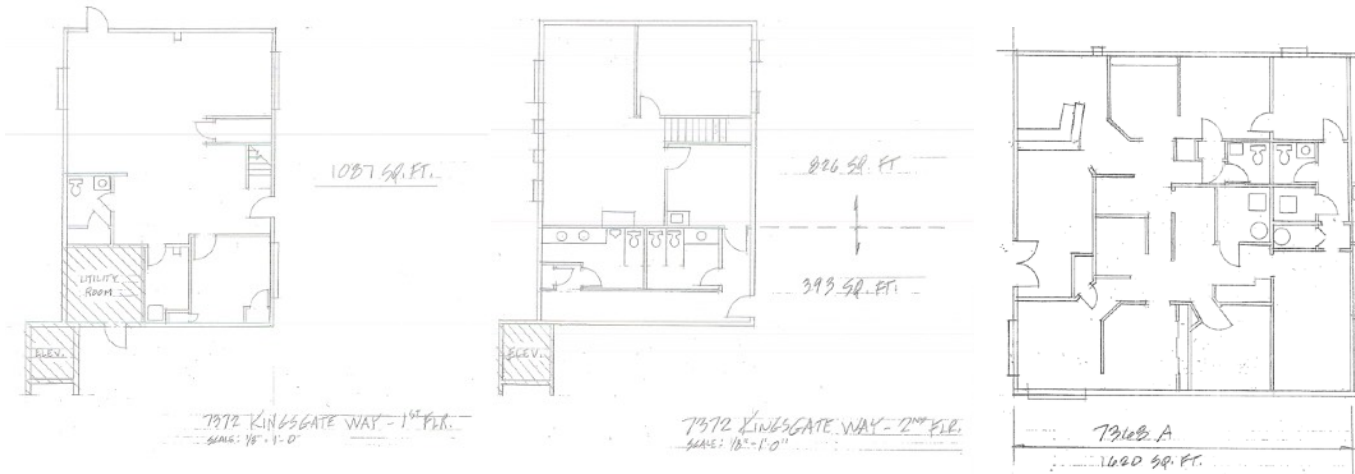 1087 SQ. FT.
UTILITY
ROOM
ELEV.
7372 KINGSGATE WAY - 1ST FLR.
SCALE: 1/8" = 1'-0"
826 SQ. FT.
393 SQ. FT.
ELEV.
7372 KINGSGATE WAY - 2ND FLR.
SCALE: 1/8" = 1'-0"
7368 A
1620 SQ. FT.